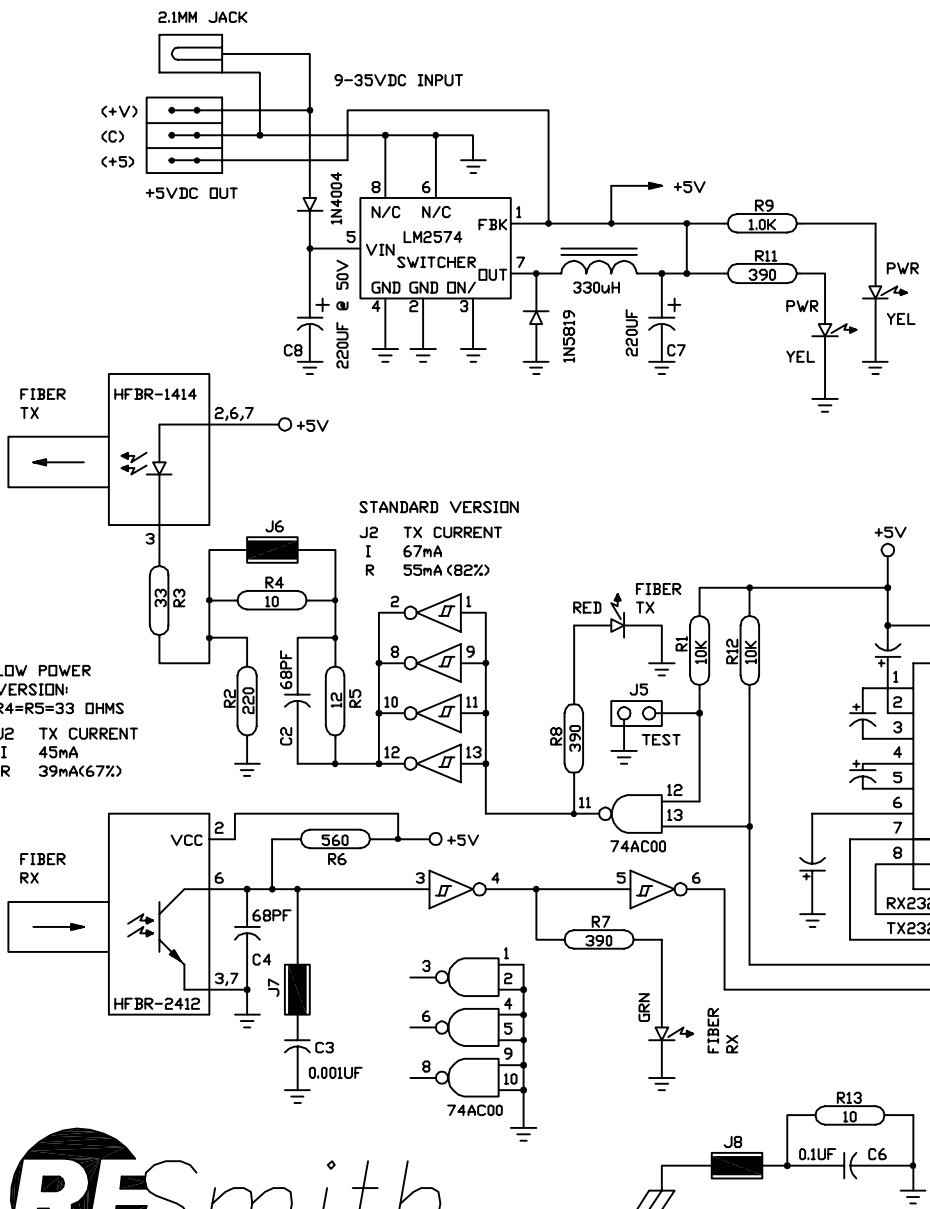 2.1MM JACK
9-35VDC INPUT
(+V)
(C)
(+5)
+5VDC OUT
1N4004
8
6
N/C N/C
1
FBK
+5V
5
VIN
LM2574
SWITCHER
7
OUT
GND GND ON/
4
2
3
+
C8
220UF @ 50V
330uH
1N5819
220UF
+
C7
R9
1.0K
R11
390
PWR
YEL
PWR
YEL
FIBER
TX
HFBR-1414
2,6,7
+5V
3
33
R3
J6
R4
10
STANDARD VERSION
J2 TX CURRENT
I 67mA
R 55mA (82%)
R2
220
68PF
C2
12
R5
2
1
8
9
10
11
12
13
RED
FIBER
TX
R8
390
R1
10K
R12
10K
J5
TEST
+5V
LOW POWER
VERSION:
R4=R5=33 OHMS
J2 TX CURRENT
I 45mA
R 39mA(67%)
11
12
13
74AC00
+
1
2
+
3
4
+
5
6
7
8
+
RX232
TX232
FIBER
RX
VCC
2
6
3,7
HFBR-2412
560
R6
+5V
68PF
C4
J7
C3
0.001UF
3
4
5
6
R7
390
GRN
FIBER
RX
3
1
2
6
4
5
8
9
10
74AC00
R13
10
J8
0.1UF
C6
RE Smith